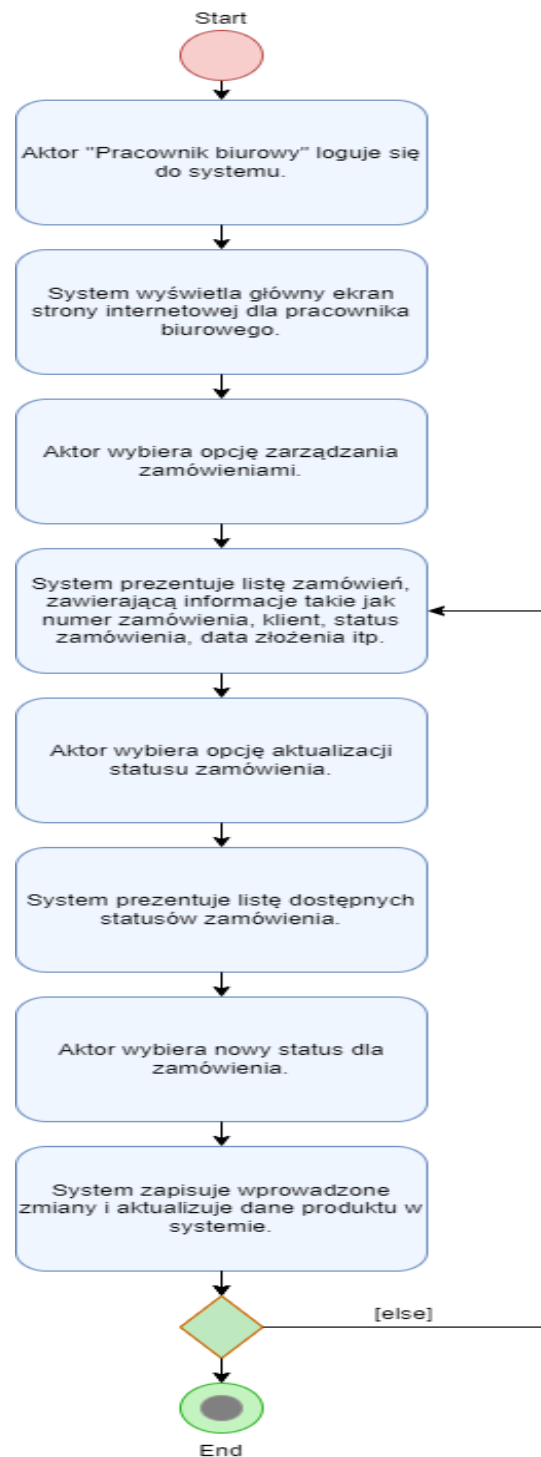 Start
Aktor "Pracownik biurowy" loguje się
do systemu.
System wyświetla główny ekran
strony internetowej dla pracownika
biurowego.
Aktor wybiera opcję zarządzania
zamówieniami.
System prezentuje listę zamówień,
zawierającą informacje takie jak
numer zamówienia, klient, status
zamówienia, data złożenia itp.
Aktor wybiera opcję aktualizacji
statusu zamówienia.
System prezentuje listę dostępnych
statusów zamówienia.
Aktor wybiera nowy status dla
zamówienia.
System zapisuje wprowadzone
zmiany i aktualizuje dane produktu w
systemie.
[else]
End